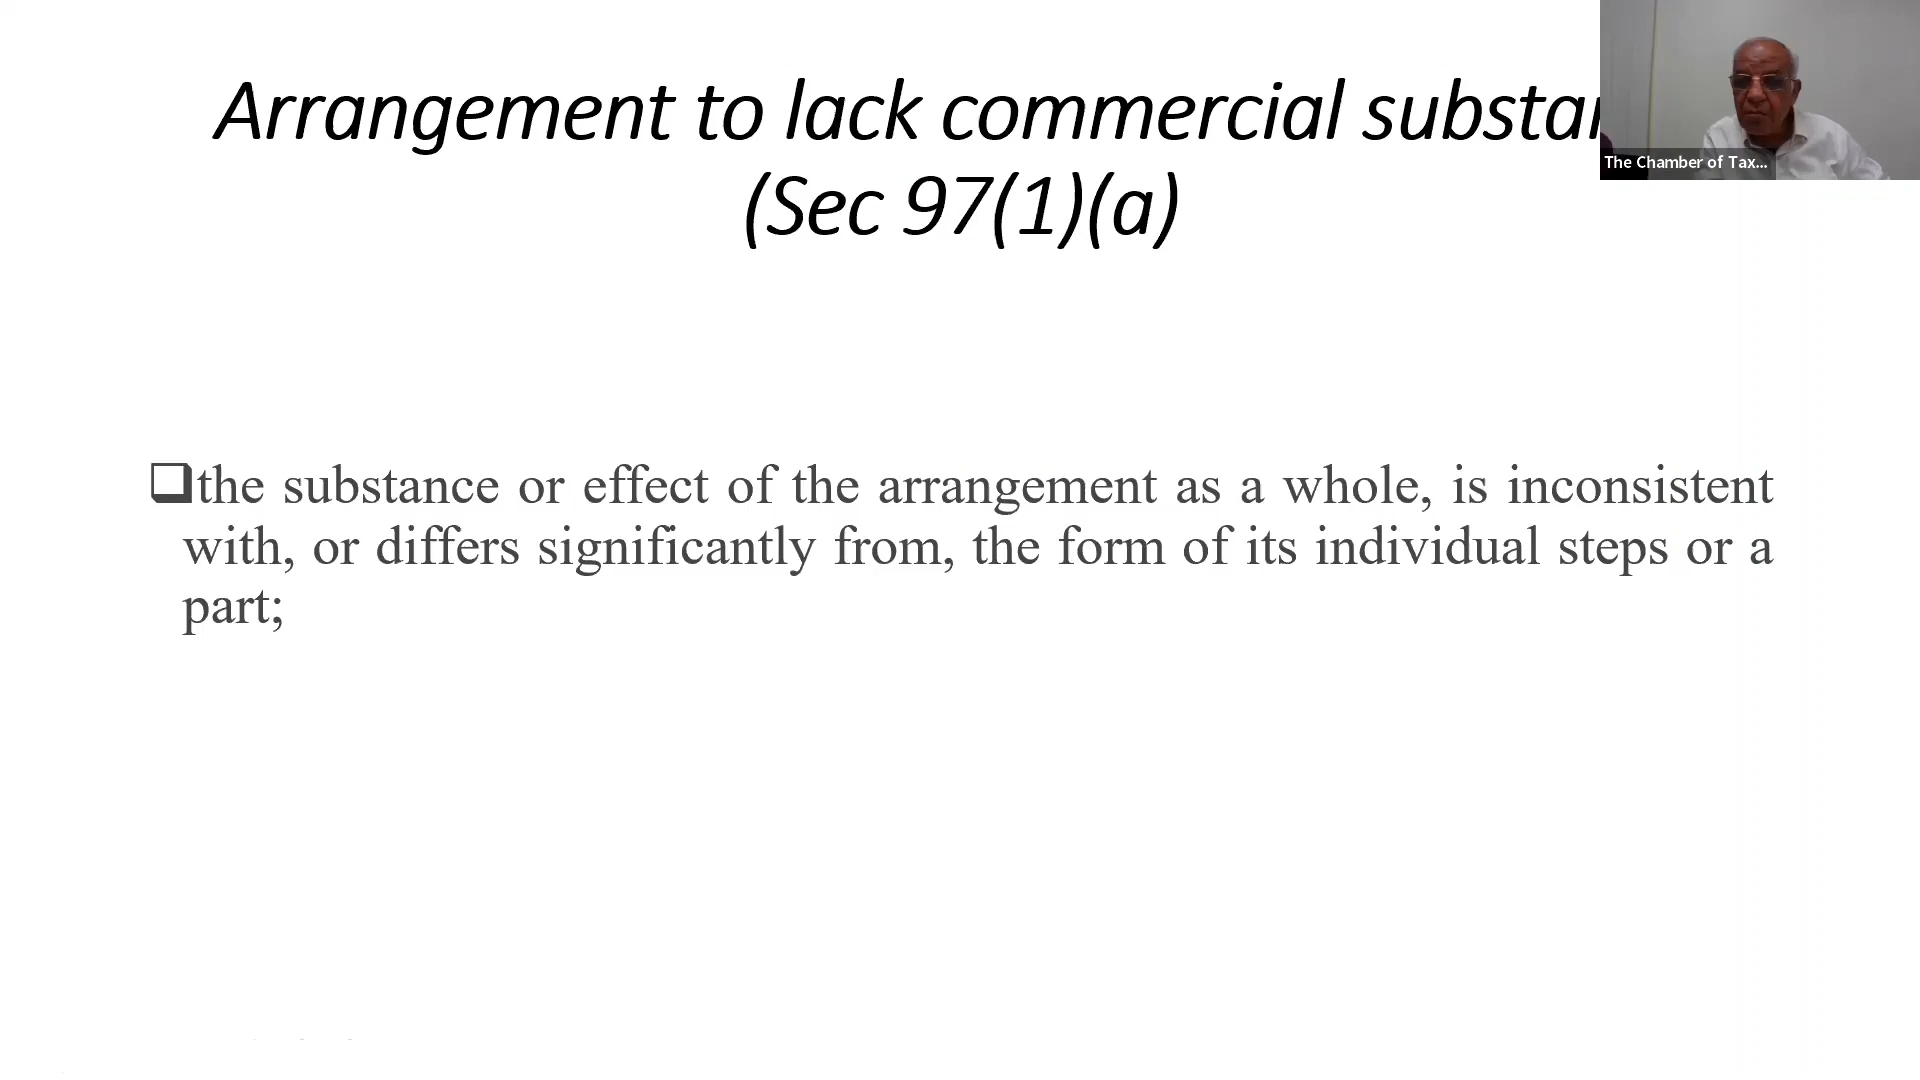 Arrangement to lack commercial substan
(Sec 97(1)(a)
The Chamber of Tax...
the substance or effect of the arrangement as a whole, is inconsistent
with, or differs significantly from, the form of its individual steps or a
part;